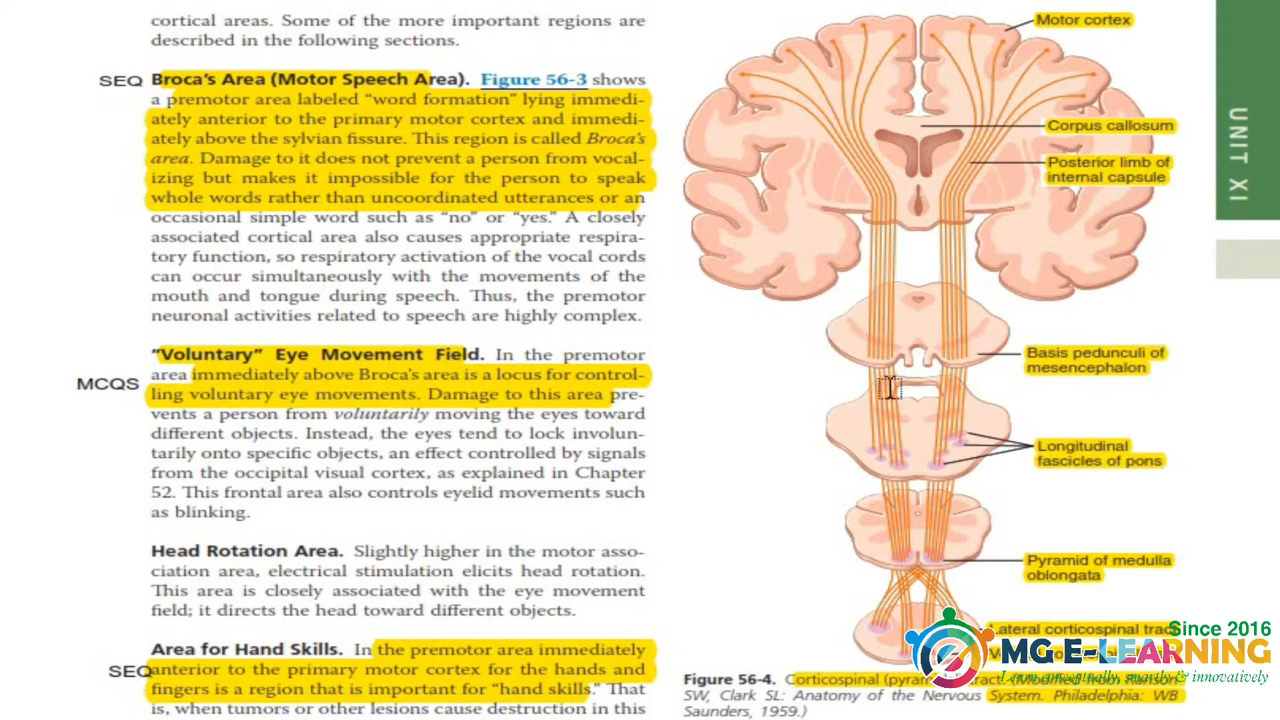 cortical areas. Some of the more important regions are
described in the following sections.
SEQ
Broca's Area (Motor Speech Area). Figure 56-3 shows
a premotor area labeled “word formation” lying immedi-
ately anterior to the primary motor cortex and immedi-
ately above the sylvian fissure. This region is called Broca's
area. Damage to it does not prevent a person from vocal-
izing but makes it impossible for the person to speak
whole words rather than uncoordinated utterances or an
occasional simple word such as “no” or “yes.” A closely
associated cortical area also causes appropriate respira-
tory function, so respiratory activation of the vocal cords
can occur simultaneously with the movements of the
mouth and tongue during speech. Thus, the premotor
neuronal activities related to speech are highly complex.
MCQS
“Voluntary” Eye Movement Field. In the premotor
area immediately above Broca's area is a locus for control-
ling voluntary eye movements. Damage to this area pre-
vents a person from voluntarily moving the eyes toward
different objects. Instead, the eyes tend to lock involun-
tarily onto specific objects, an effect controlled by signals
from the occipital visual cortex, as explained in Chapter
52. This frontal area also controls eyelid movements such
as blinking.
Head Rotation Area. Slightly higher in the motor asso-
ciation area, electrical stimulation elicits head rotation.
This area is closely associated with the eye movement
field; it directs the head toward different objects.
SEQ
Area for Hand Skills. In the premotor area immediately
anterior to the primary motor cortex for the hands and
fingers is a region that is important for “hand skills.” That
is, when tumors or other lesions cause destruction in this
Motor cortex
Corpus callosum
Posterior limb of
internal capsule
Basis pedunculi of
mesencephalon
Longitudinal
fascicles of pons
Pyramid of medulla
oblongata
Lateral corticospinal tract
Figure 56-4. Corticospinal
SW, Clark SL: Anatomy of the Nervous System. Philadelphia: WB
Saunders, 1959.)
UNIT XI
Since 2016
MG E-LEARNING
Learn conceptually, smartly & innovatively